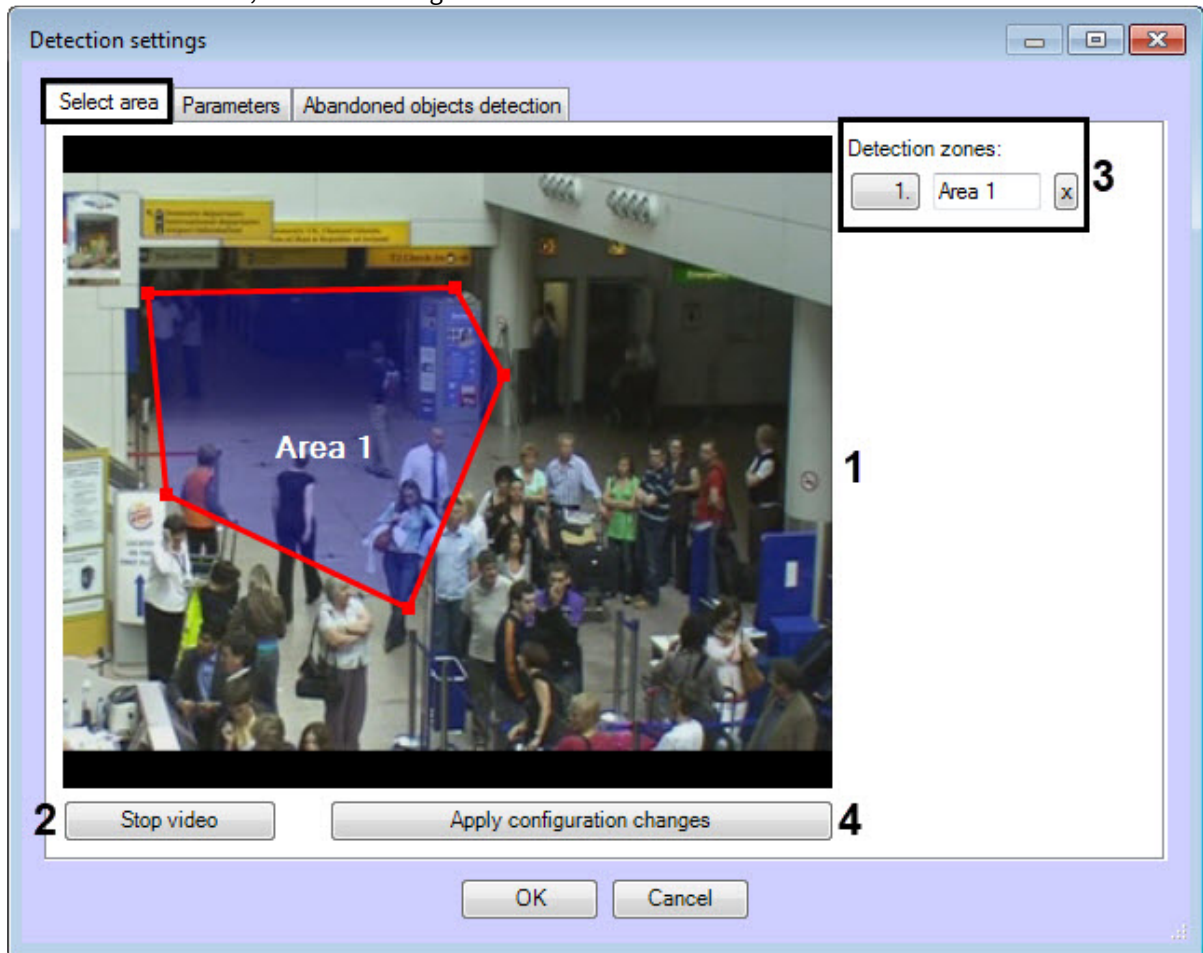 Detection settings
Select area
Parameters
Abandoned objects detection
Detection zones:
1.
Area 1
x
3
Area 1
1
2
Stop video
Apply configuration changes
4
OK
Cancel